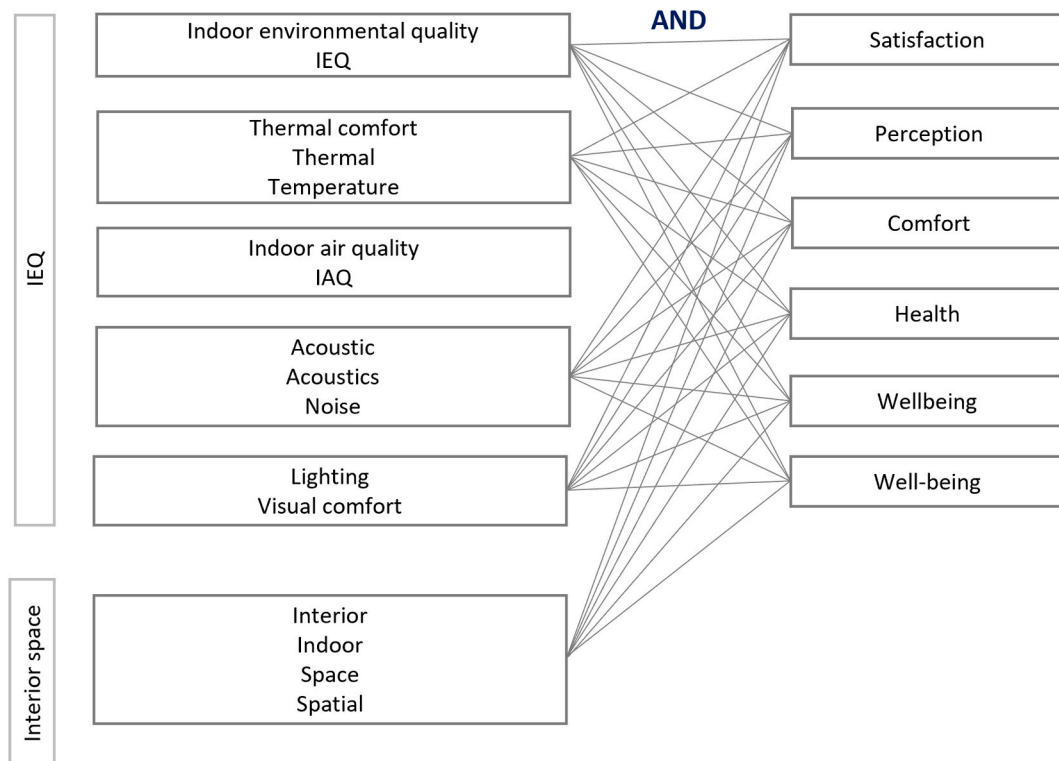 AND
IEQ
Indoor environmental quality
IEQ
Thermal comfort
Thermal
Temperature
Indoor air quality
IAQ
Acoustic
Acoustics
Noise
Lighting
Visual comfort
Interior space
Interior
Indoor
Space
Spatial
Satisfaction
Perception
Comfort
Health
Wellbeing
Well-being